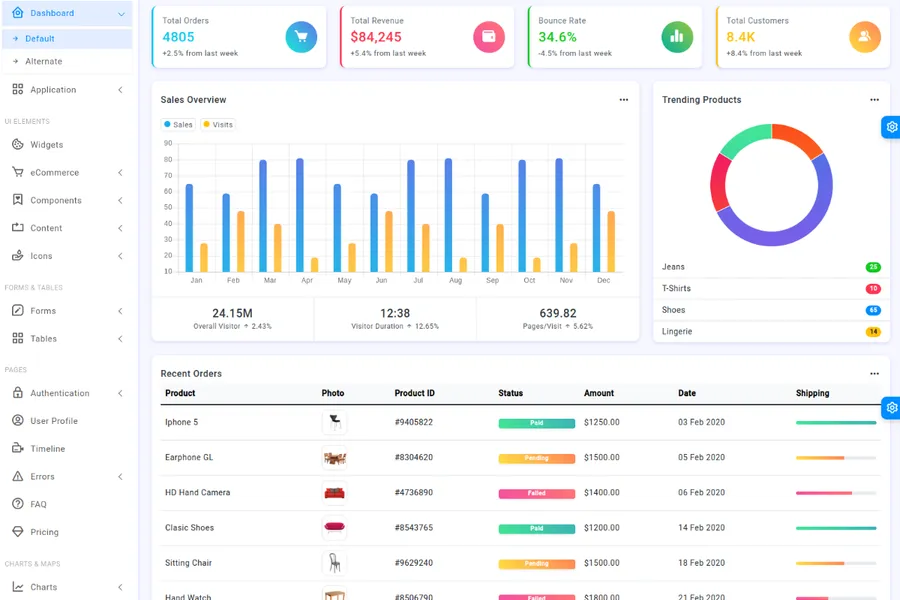 Dashboard
Default
Alternate
Application
UI ELEMENTS
Widgets
eCommerce
Components
Content
Icons
FORMS & TABLES
Forms
Tables
PAGES
Authentication
User Profile
Timeline
Errors
FAQ
Pricing
CHARTS & MAPS
Charts
Total Orders
4805
+2.5% from last week
Total Revenue
$84,245
+5.4% from last week
Bounce Rate
34.6%
-4.5% from last week
Total Customers
8.4K
+8.4% from last week
Sales Overview
Sales Visits
90
80
70
60
50
40
30
20
10
Jan Feb Mar Apr May Jun Jul Aug Sep Oct Nov Dec
24.15M
Overall Visitor ↑ 2.43%
12:38
Visitor Duration ↑ 12.65%
639.82
Pages/Visit ↑ 5.62%
Trending Products
Jeans 25
T-Shirts 10
Shoes 65
Lingerie 14
Recent Orders
Product Photo Product ID Status Amount Date Shipping
Iphone 5 #9405822 Paid $1250.00 03 Feb 2020
Earphone GL #8304620 Pending $1500.00 05 Feb 2020
HD Hand Camera #4736890 Failed $1400.00 06 Feb 2020
Clasic Shoes #8543765 Paid $1200.00 14 Feb 2020
Sitting Chair #9629240 Pending $1500.00 18 Feb 2020
Hand Watch #8506790 Failed $1800.00 21 Feb 2020